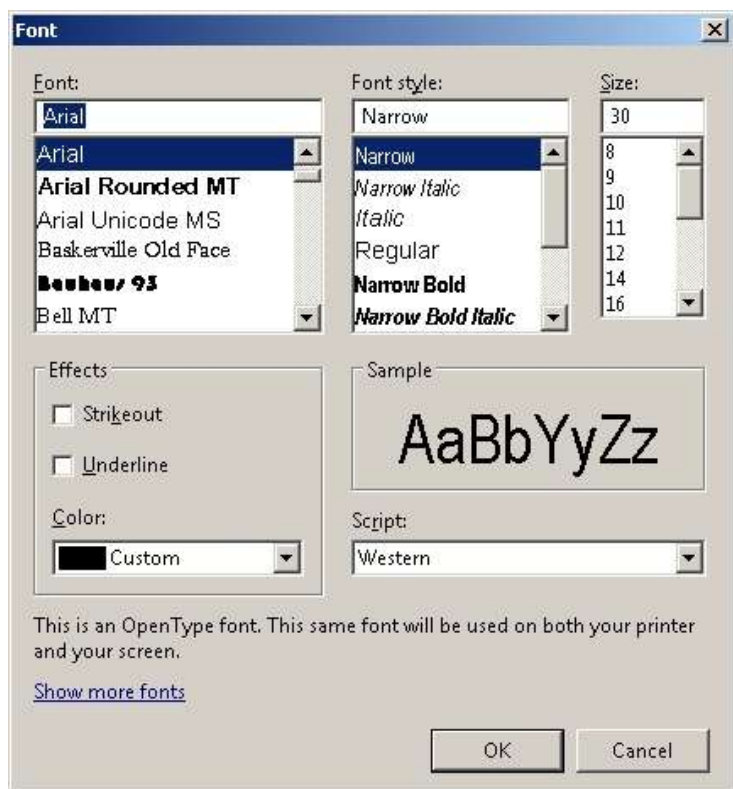 Font
Font:
Font style:
Size:
Arial
Narrow
30
Arial
Arial Rounded MT
Arial Unicode MS
Baskerville Old Face
Bauhaus 93
Bell MT
Narrow
Narrow Italic
Italic
Regular
Narrow Bold
Narrow Bold Italic
8
9
10
11
12
14
16
Effects
Strikeout
Underline
Color:
Custom
Sample
AaBbYyZz
Script:
Western
This is an OpenType font. This same font will be used on both your printer
and your screen.
Show more fonts
OK
Cancel